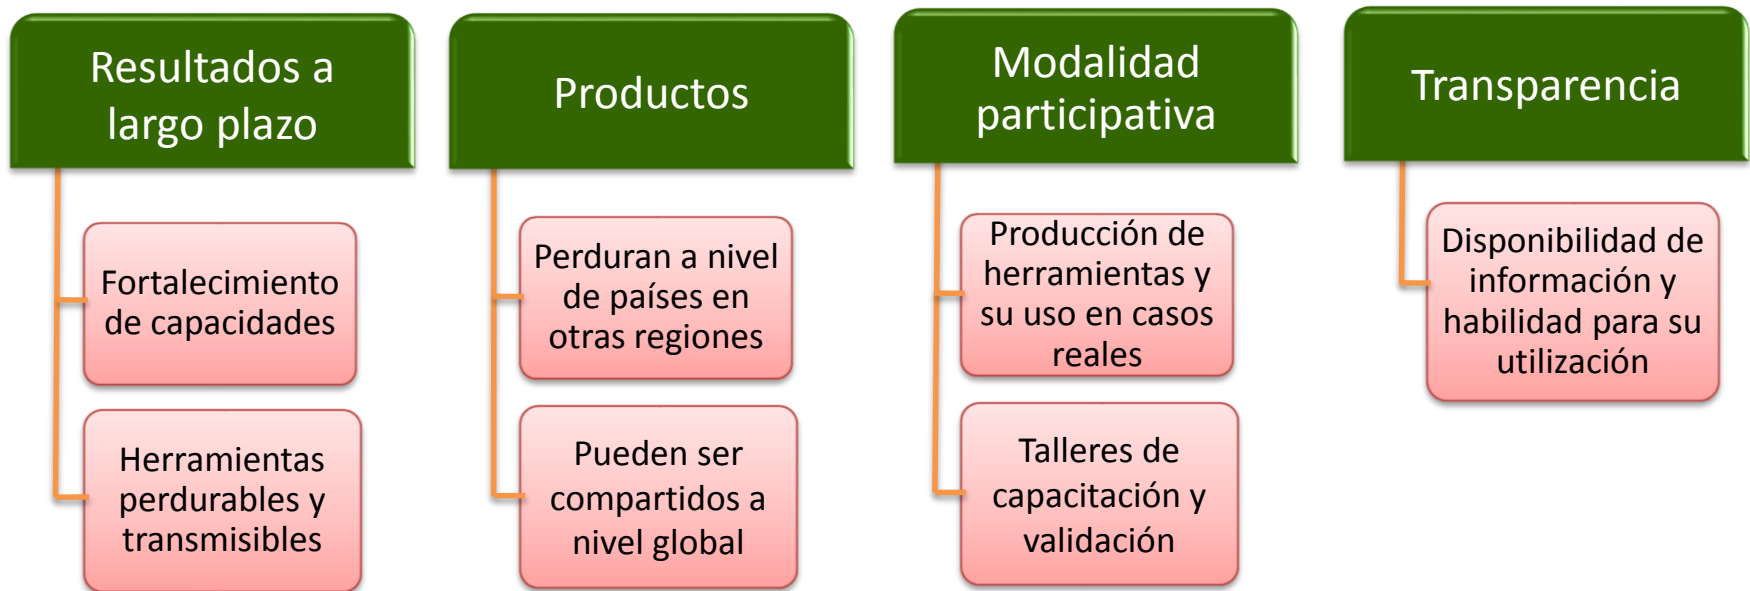 Resultados a
largo plazo
Fortalecimiento
de capacidades
Herramientas
perdurables y
transmisibles
Productos
Perduran a nivel
de países en
otras regiones
Pueden ser
compartidos a
nivel global
Modalidad
participativa
Producción de
herramientas y
su uso en casos
reales
Talleres de
capacitación y
validación
Transparencia
Disponibilidad de
información y
habilidad para su
utilización